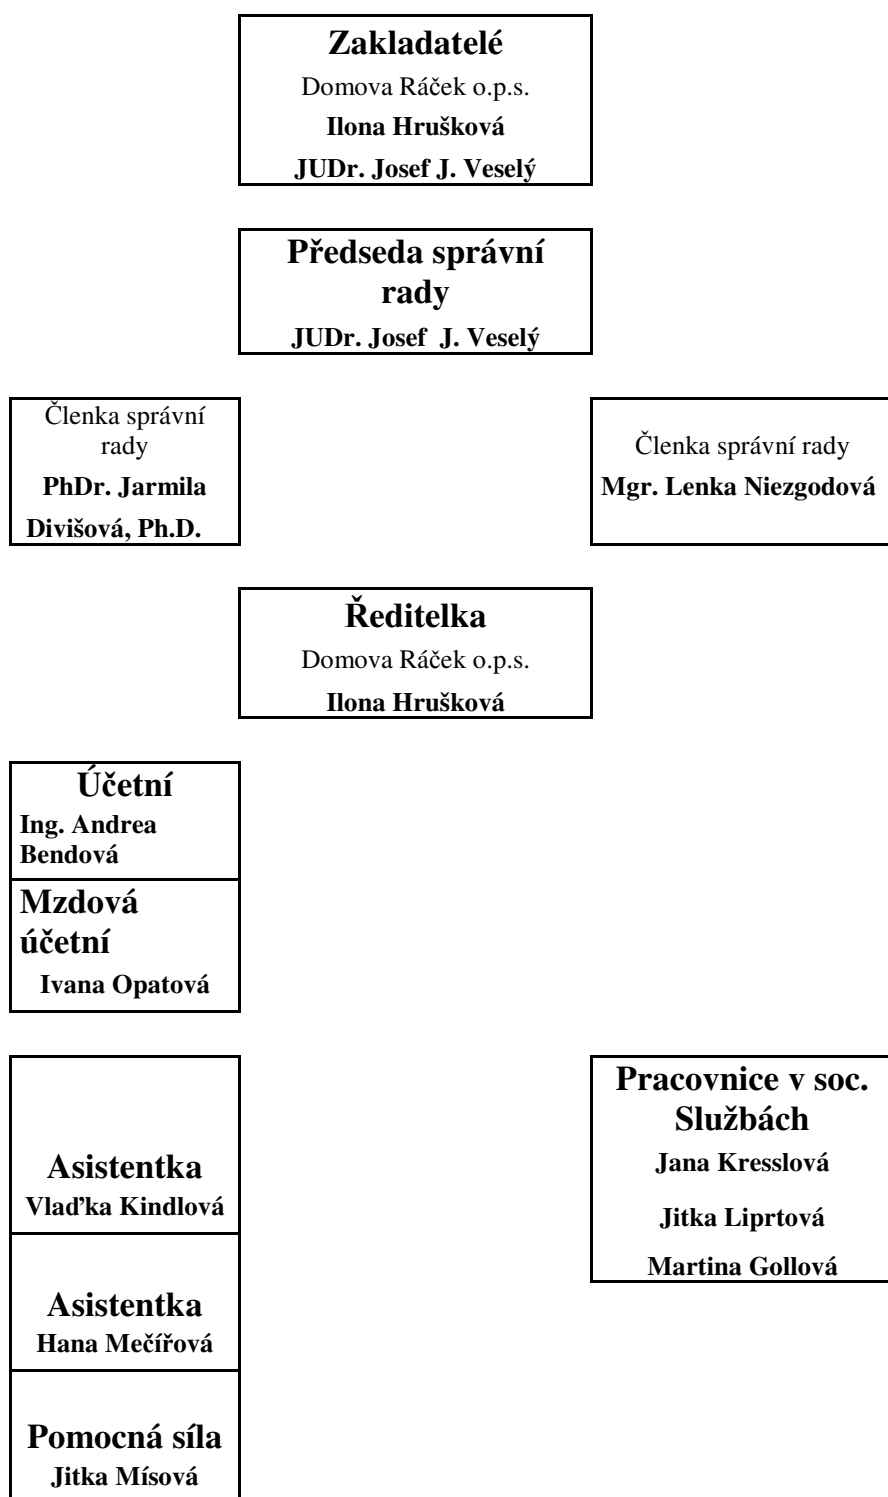 Zakladatelé
Domova Ráček o.p.s.
Ilona Hrušková
JUDr. Josef J. Veselý
Předseda správní
rady
JUDr. Josef  J. Veselý
Členka správní
rady
PhDr. Jarmila
Divišová, Ph.D.
Členka správní rady
Mgr. Lenka Niezgodová
Ředitelka
Domova Ráček o.p.s.
Ilona Hrušková
Účetní
Ing. Andrea
Bendová
Mzdová
účetní
Ivana Opatová
Asistentka
Vlaďka Kindlová
Asistentka
Hana Mečířová
Pomocná síla
Jitka Mísová
Pracovnice v soc.
Službách
Jana Kresslová
Jitka Liprtová
Martina Gollová